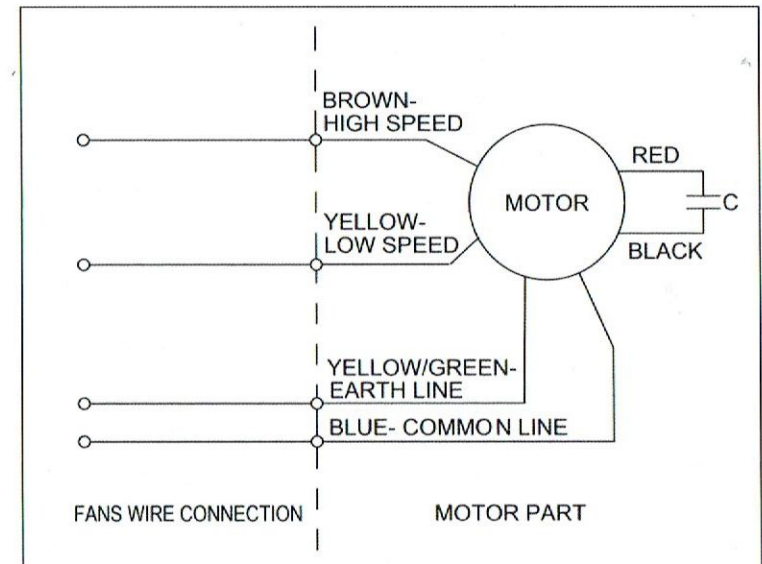 BROWN-
HIGH SPEED
RED
MOTOR
C
YELLOW-
LOW SPEED
BLACK
YELLOW/GREEN-
EARTH LINE
BLUE- COMMON LINE
FANS WIRE CONNECTION
MOTOR PART